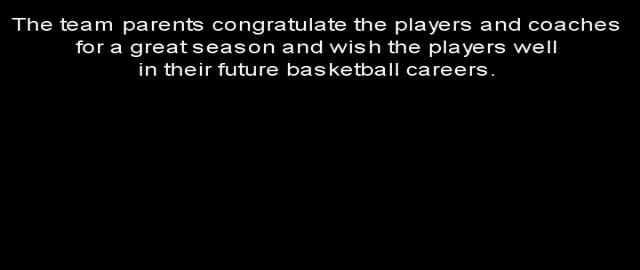 The team parents congratulate the players and coaches
for a great season and wish the players well
in their future basketball careers.